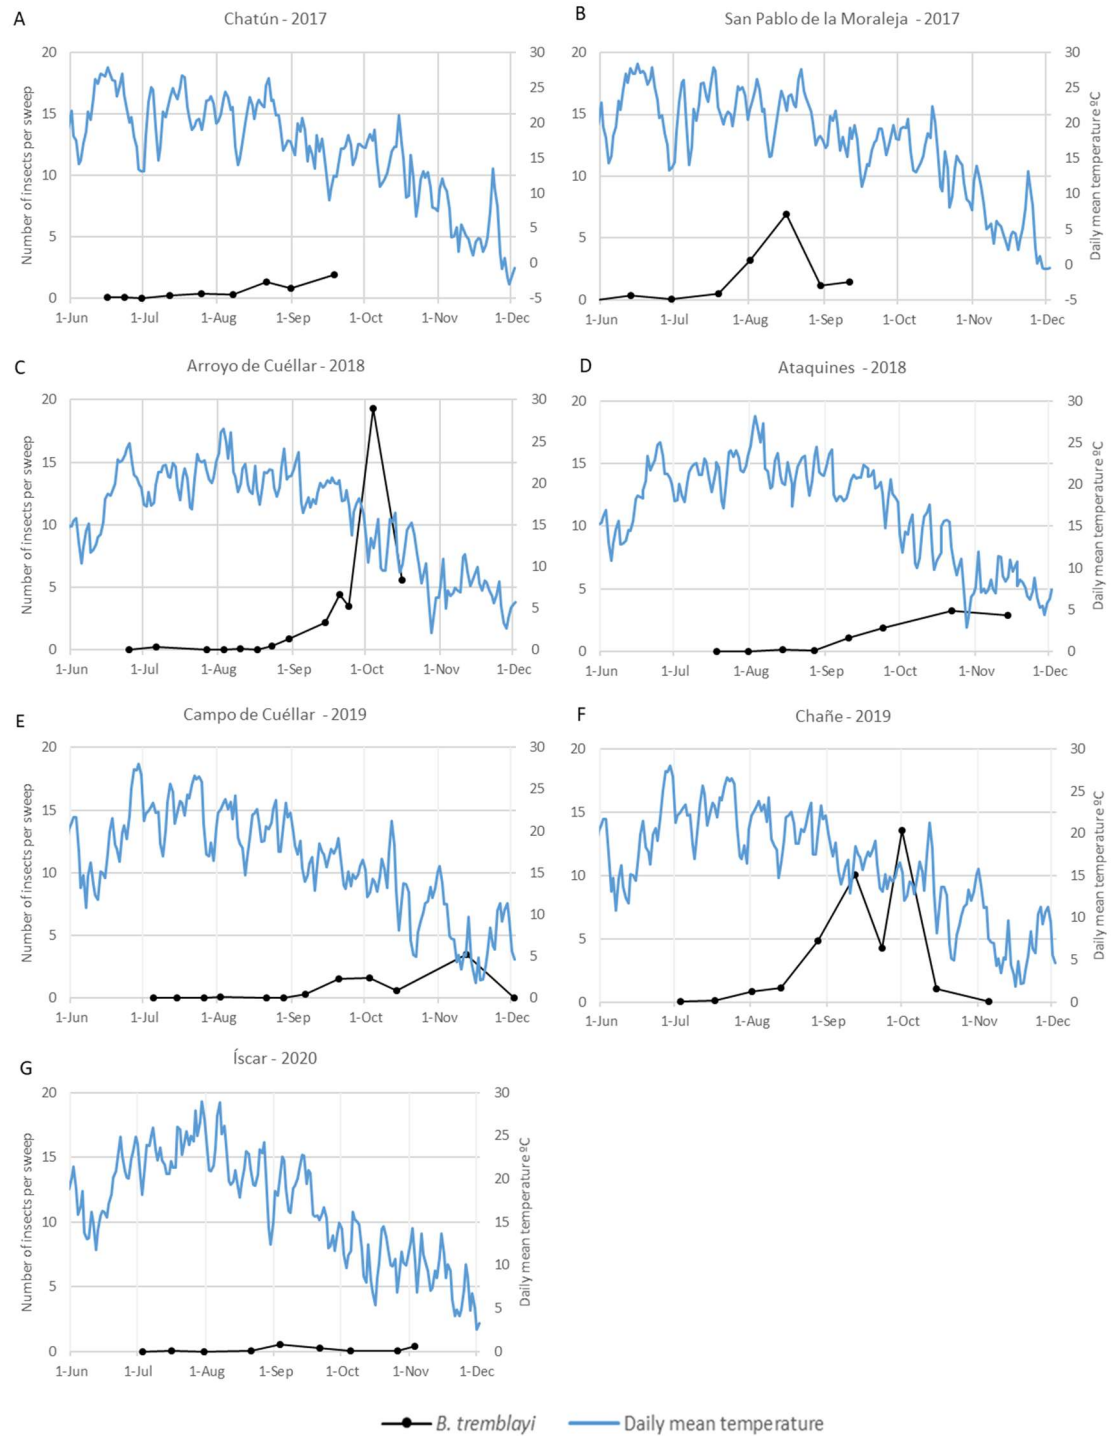 A
Chatún - 2017
Number of insects per sweep
20
15
10
5
0
30
25
20
15
10
5
0
-5
1-Jun 1-Jul 1-Aug 1-Sep 1-Oct 1-Nov 1-Dec
B
San Pablo de la Moraleja - 2017
20
15
10
5
0
30
25
20
15
10
5
0
-5
Daily mean temperature ºC
1-Jun 1-Jul 1-Aug 1-Sep 1-Oct 1-Nov 1-Dec
C
Arroyo de Cuéllar - 2018
Number of insects per sweep
20
15
10
5
0
30
25
20
15
10
5
0
1-Jun 1-Jul 1-Aug 1-Sep 1-Oct 1-Nov 1-Dec
D
Ataquines - 2018
20
15
10
5
0
30
25
20
15
10
5
0
Daily mean temperature ºC
1-Jun 1-Jul 1-Aug 1-Sep 1-Oct 1-Nov 1-Dec
E
Campo de Cuéllar - 2019
Number of insects per sweep
20
15
10
5
0
30
25
20
15
10
5
0
1-Jun 1-Jul 1-Aug 1-Sep 1-Oct 1-Nov 1-Dec
F
Chañe - 2019
20
15
10
5
0
30
25
20
15
10
5
0
Daily mean temperature ºC
1-Jun 1-Jul 1-Aug 1-Sep 1-Oct 1-Nov 1-Dec
G
Íscar - 2020
Number of insects per sweep
20
15
10
5
0
30
25
20
15
10
5
0
Daily mean temperature ºC
1-Jun 1-Jul 1-Aug 1-Sep 1-Oct 1-Nov 1-Dec
B. tremblayi Daily mean temperature